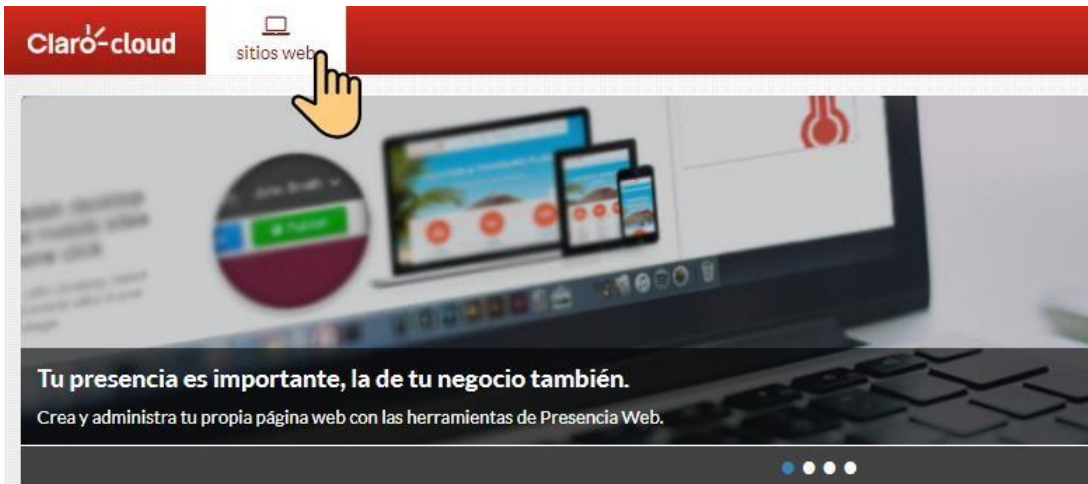 Claro-cloud
sitios web
Tu presencia es importante, la de tu negocio también.
Crea y administra tu propia página web con las herramientas de Presencia Web.